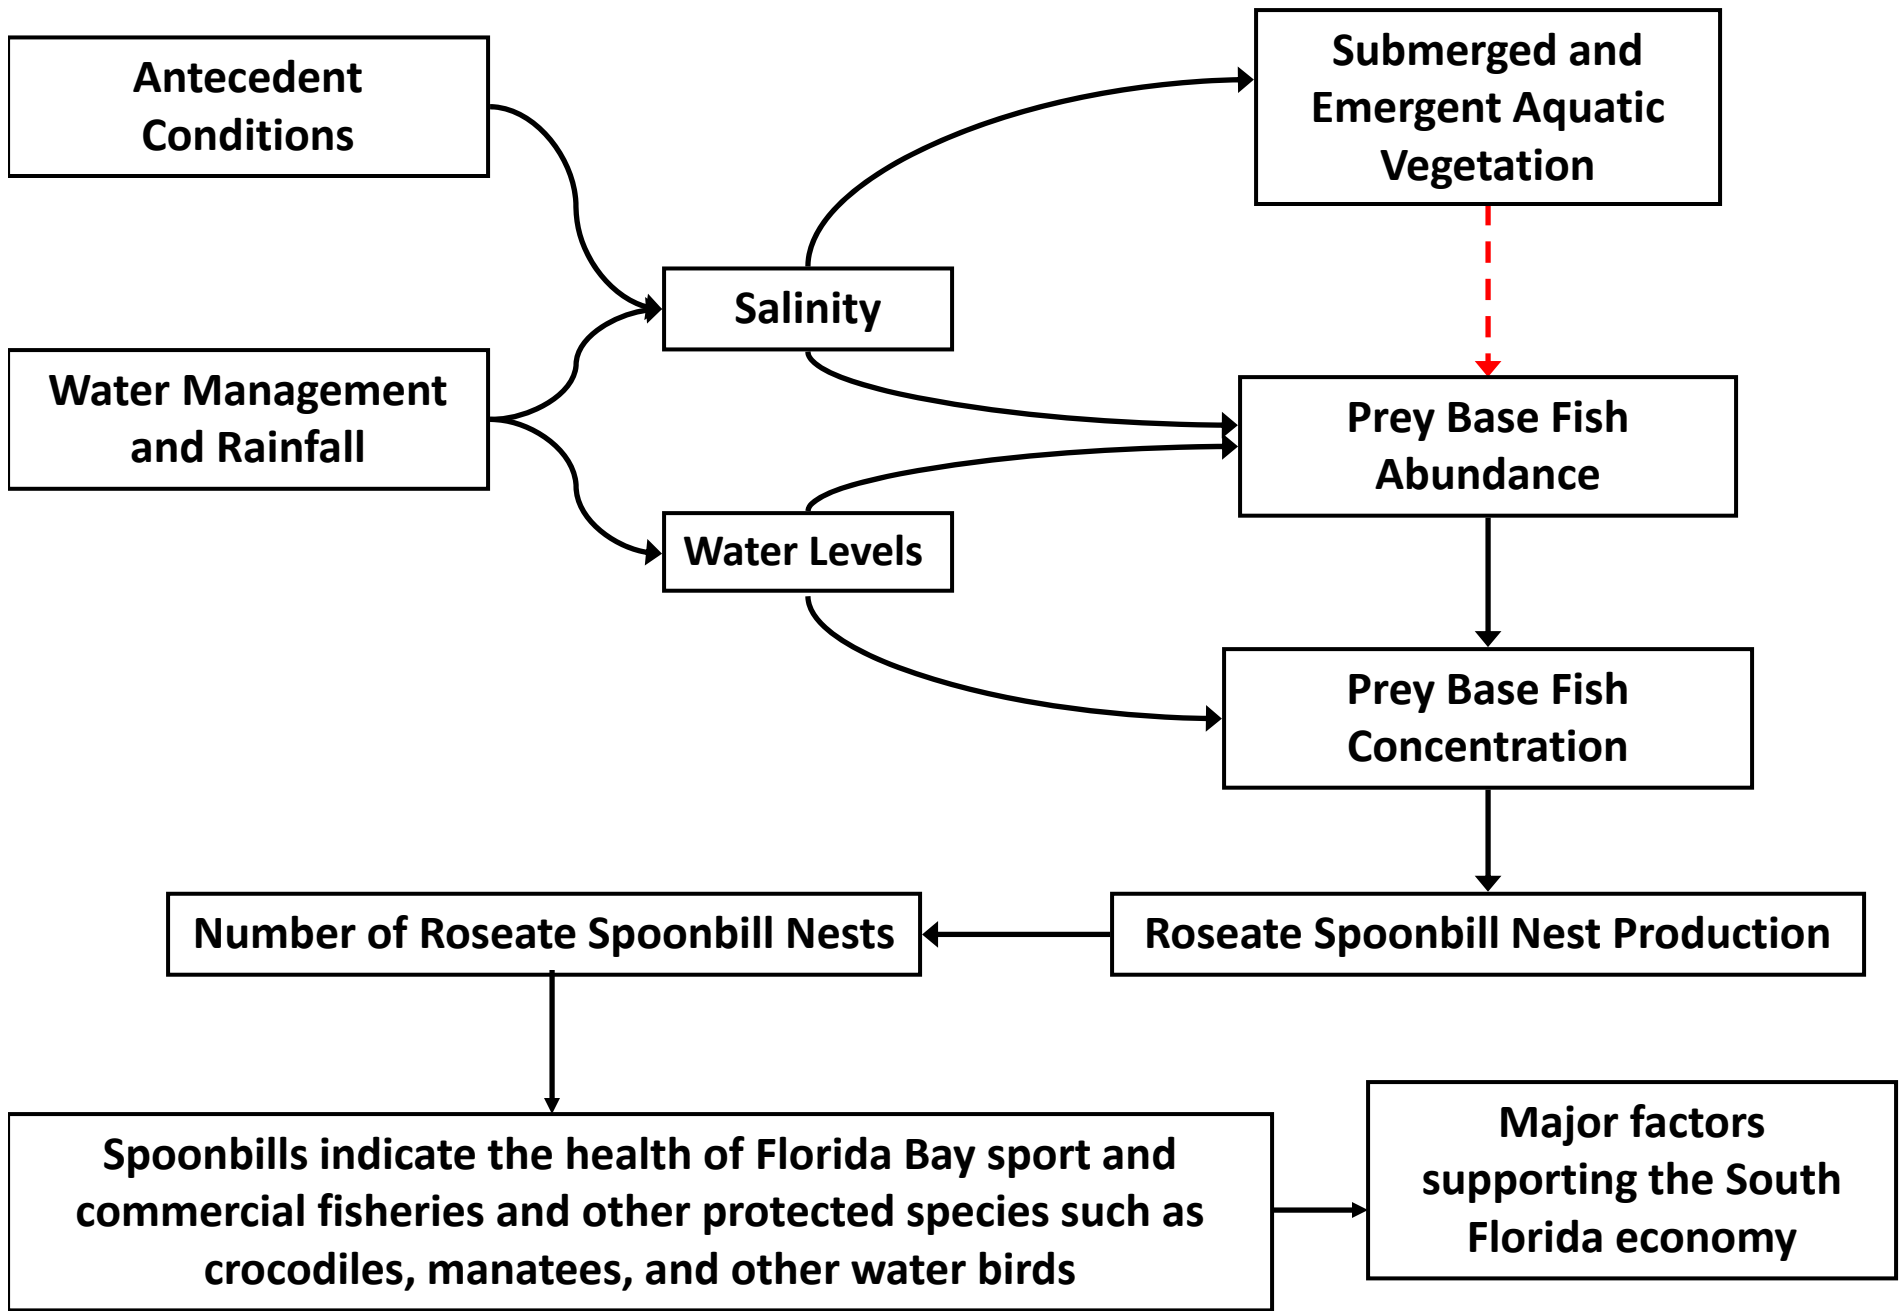 Antecedent
Conditions
Submerged and
Emergent Aquatic
Vegetation
Salinity
Water Management
and Rainfall
Prey Base Fish
Abundance
Water Levels
Prey Base Fish
Concentration
Number of Roseate Spoonbill Nests
Roseate Spoonbill Nest Production
Spoonbills indicate the health of Florida Bay sport and
commercial fisheries and other protected species such as
crocodiles, manatees, and other water birds
Major factors
supporting the South
Florida economy